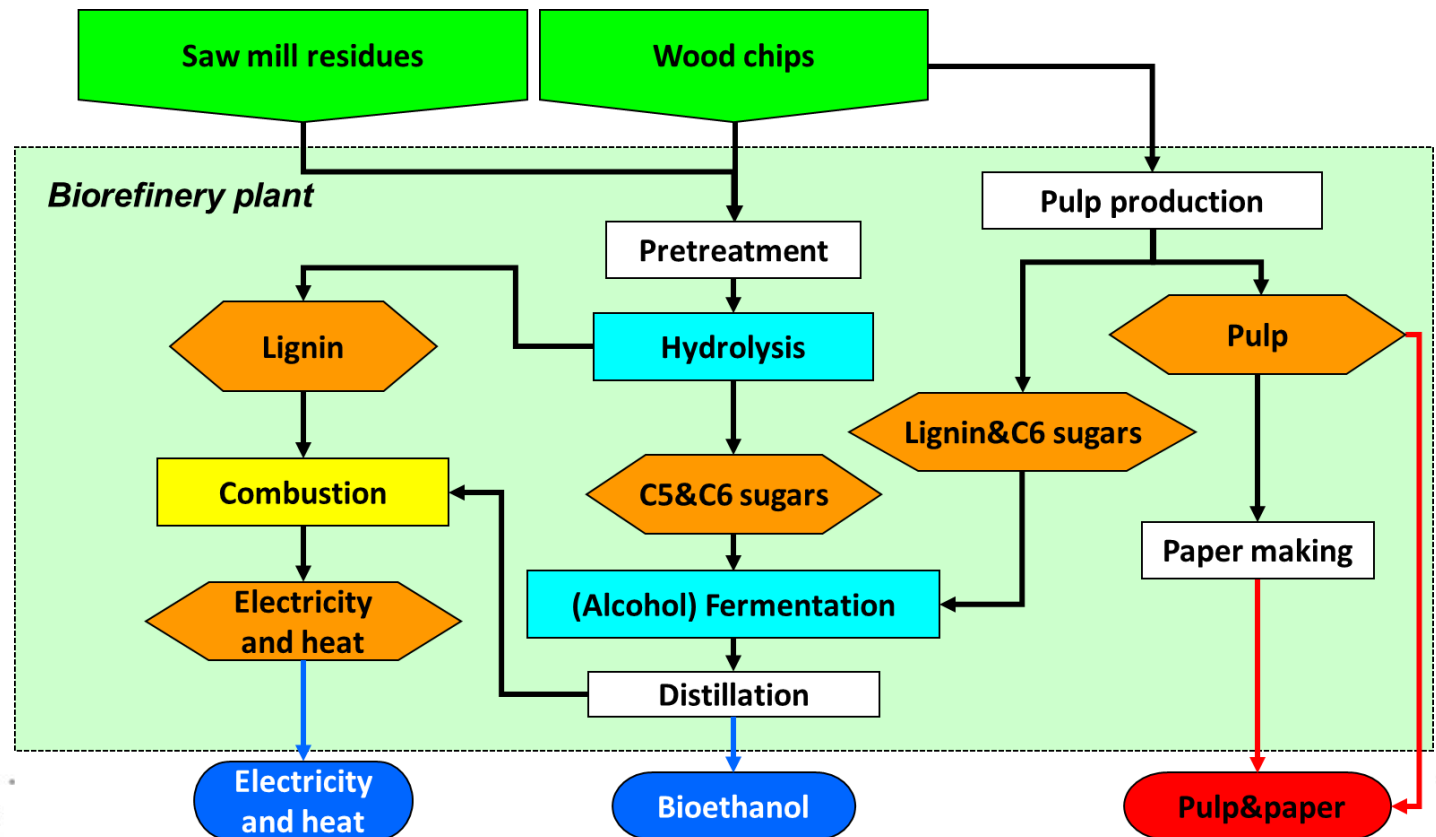 Saw mill residues
Wood chips
Biorefinery plant
Pulp production
Pretreatment
Lignin
Hydrolysis
Pulp
Lignin&C6 sugars
Combustion
C5&C6 sugars
Paper making
Electricity
and heat
(Alcohol) Fermentation
Distillation
Electricity
and heat
Bioethanol
Pulp&paper